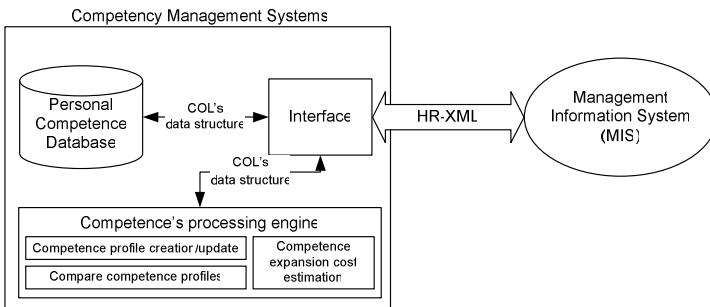 Competency Management Systems
Personal
Competence
Database
COL's
data structure
Interface
HR-XML
Management
Information System
(MIS)
COL's
data structure
Competence's processing engine
Competence profile creation/update
Compare competence profiles
Competence
expansion cost
estimation